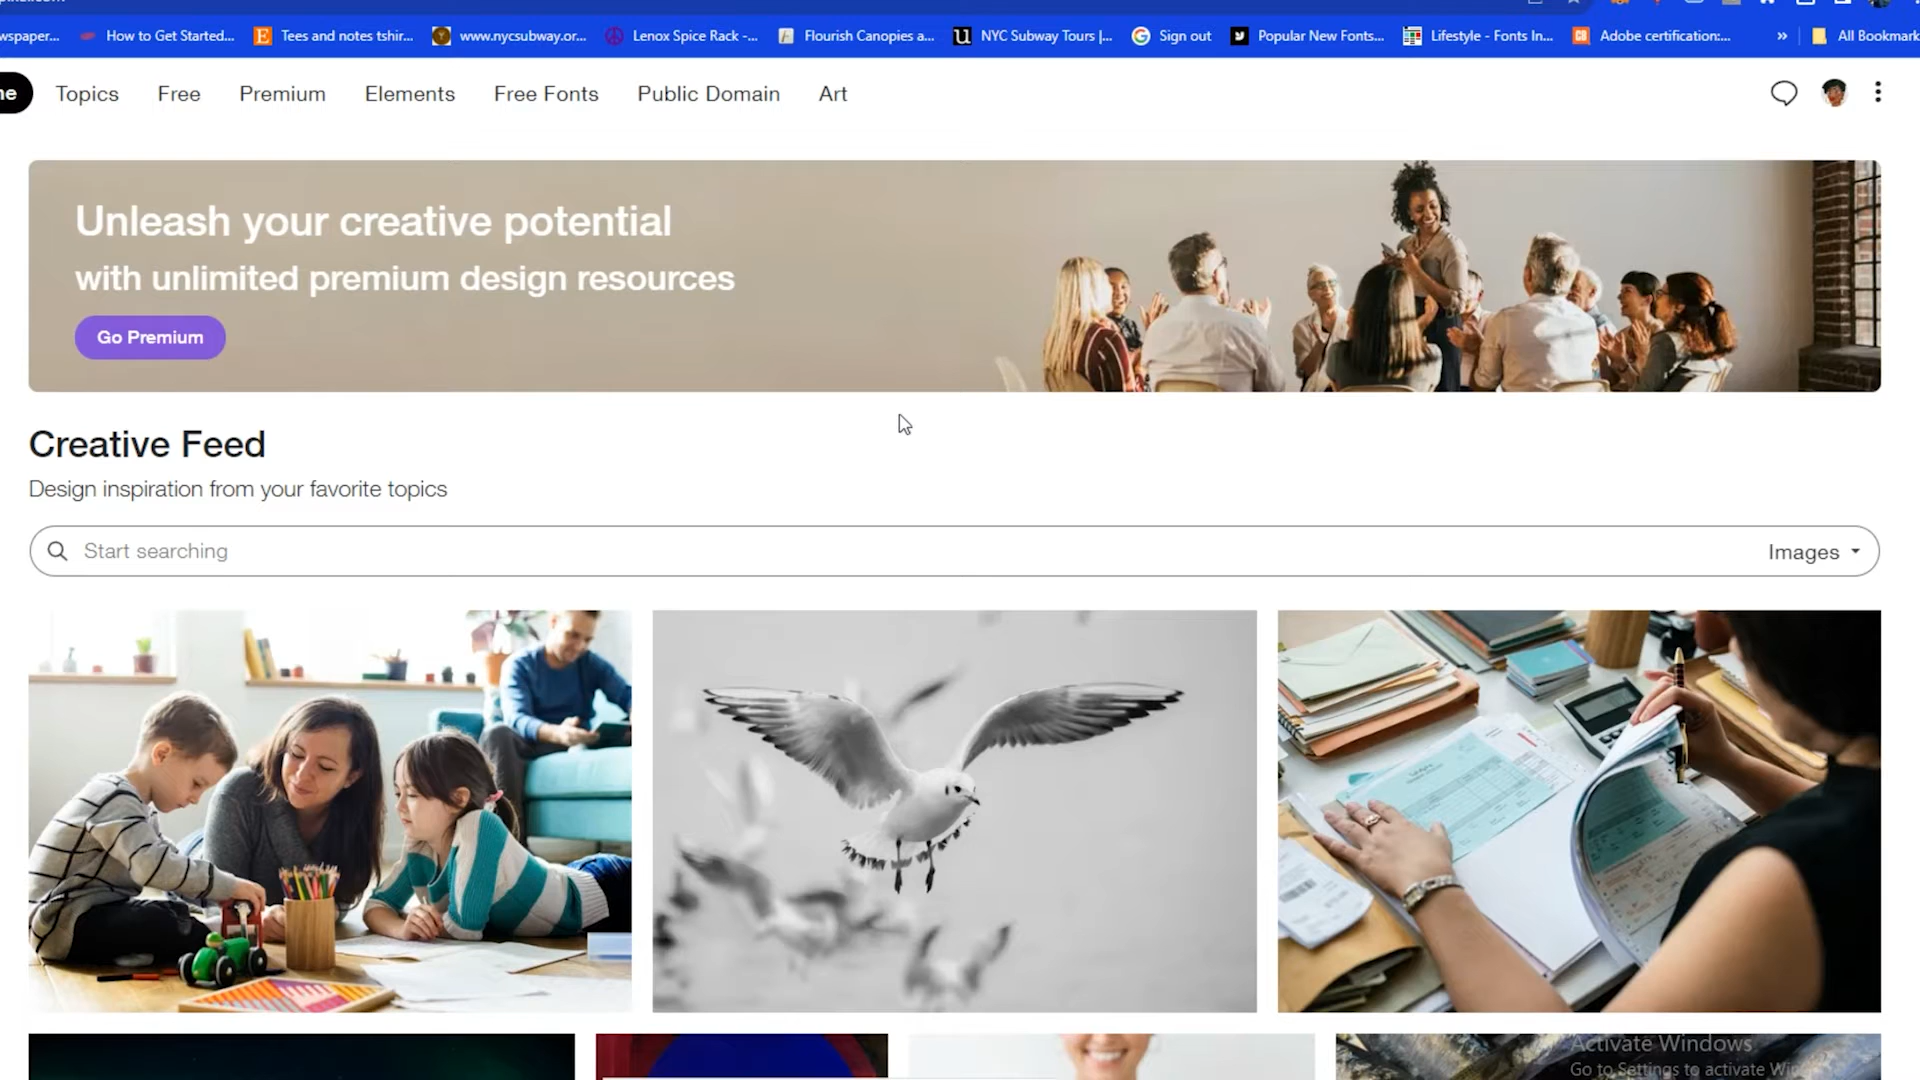 How to Get Started...
Tees and notes tshir...
www.nycsubway.or...
Lenox Spice Rack -...
Flourish Canopies a...
NYC Subway Tours |...
Sign out
Popular New Fonts...
Lifestyle - Fonts In...
Adobe certification:...
»
All Bookmark
Topics
Free
Premium
Elements
Free Fonts
Public Domain
Art
Unleash your creative potential
with unlimited premium design resources
Go Premium
Creative Feed
Design inspiration from your favorite topics
Start searching
Images
Activate Windows
Go to Settings to activate Win